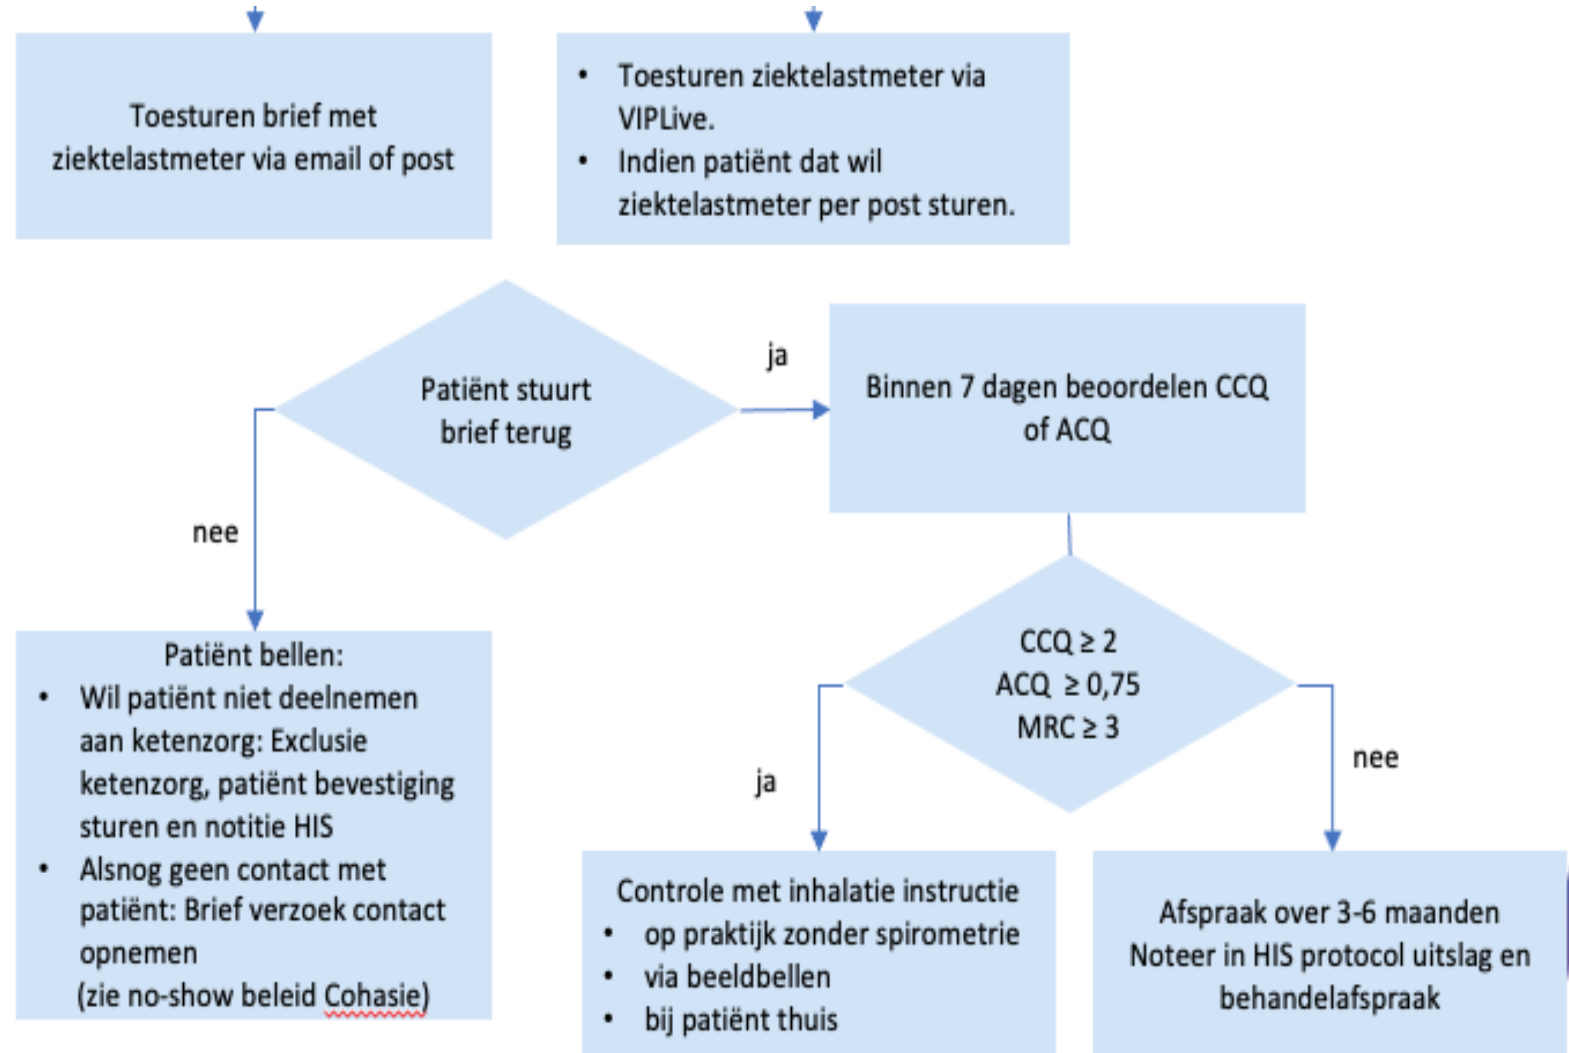 Toesturen brief met
ziektelastmeter via email of post
• Toesturen ziektelastmeter via
VIPLive.
• Indien patiënt dat wil
ziektelastmeter per post sturen.
Patiënt stuurt
brief terug
ja
Binnen 7 dagen beoordelen CCQ
of ACQ
nee
Patiënt bellen:
• Wil patiënt niet deelnemen
aan ketenzorg: Exclusie
ketenzorg, patiënt bevestiging
sturen en notitie HIS
• Alsnog geen contact met
patiënt: Brief verzoek contact
opnemen
(zie no-show beleid Cohasie)
CCQ ≥ 2
ACQ ≥ 0,75
MRC ≥ 3
ja
nee
Controle met inhalatie instructie
• op praktijk zonder spirometrie
• via beeldbellen
• bij patiënt thuis
Afspraak over 3-6 maanden
Noteer in HIS protocol uitslag en
behandelafspraak